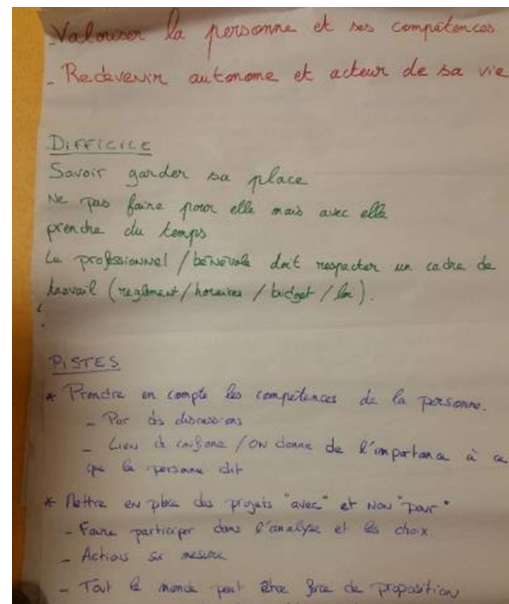 - Valoriser la personne et ses compétences
- Redevenir autonome et acteur de sa vie
DIFFICILE
Savoir garder sa place
Ne pas faire pour elle mais avec elle
prendre du temps
Le professionnel / bénévole doit respecter un cadre de
travail (reglement / horaires / budget / loi).
PISTES
* Prendre en compte les compétences de la personne.
- Par des discussions
- Lien de confiance / ON donne de l'importance à ce
que la personne dit
* Mettre en place des projets "avec" et NON "pour"
- Faire participer dans l'analyse et les choix
- Actions sur mesure
- Tout le monde peut être force de proposition